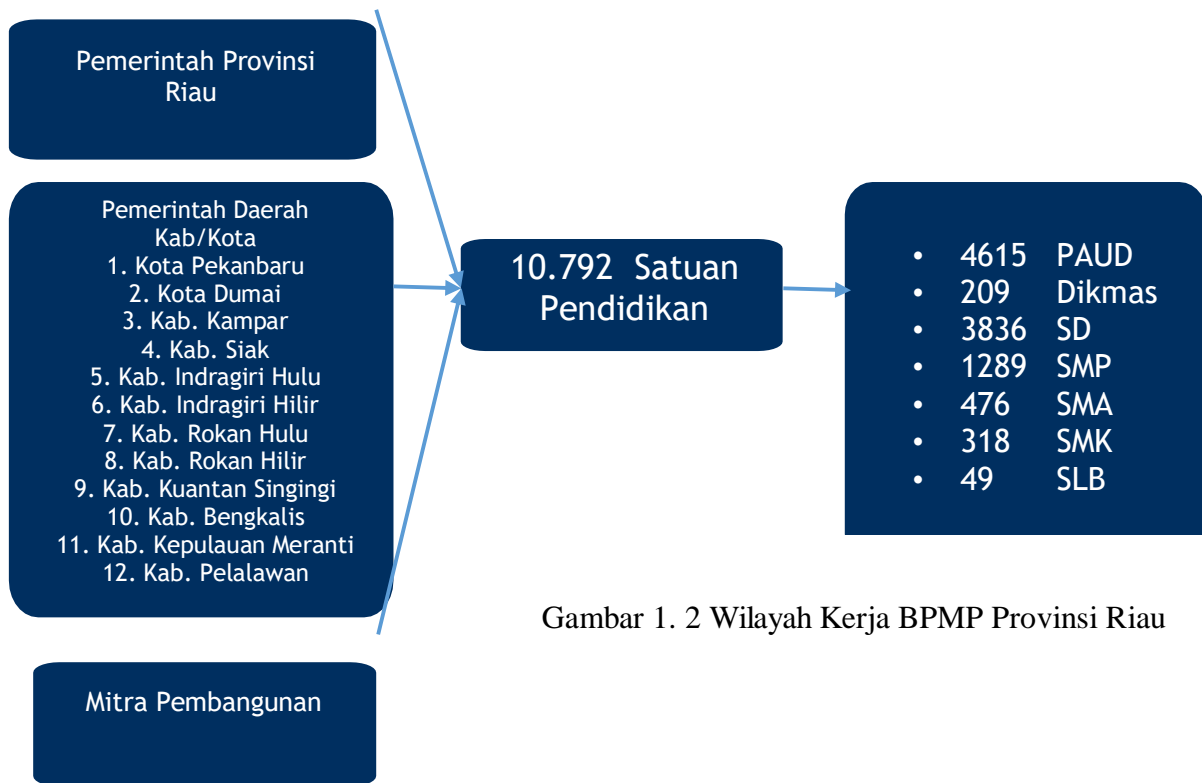 Pemerintah Provinsi
Riau
Pemerintah Daerah
Kab/Kota
1. Kota Pekanbaru
2. Kota Dumai
3. Kab. Kampar
4. Kab. Siak
5. Kab. Indragiri Hulu
6. Kab. Indragiri Hilir
7. Kab. Rokan Hulu
8. Kab. Rokan Hilir
9. Kab. Kuantan Singingi
10. Kab. Bengkalis
11. Kab. Kepulauan Meranti
12. Kab. Pelalawan
Mitra Pembangunan
10.792 Satuan
Pendidikan
• 4615 PAUD
• 209 Dikmas
• 3836 SD
• 1289 SMP
• 476 SMA
• 318 SMK
• 49 SLB
Gambar 1. 2 Wilayah Kerja BPMP Provinsi Riau